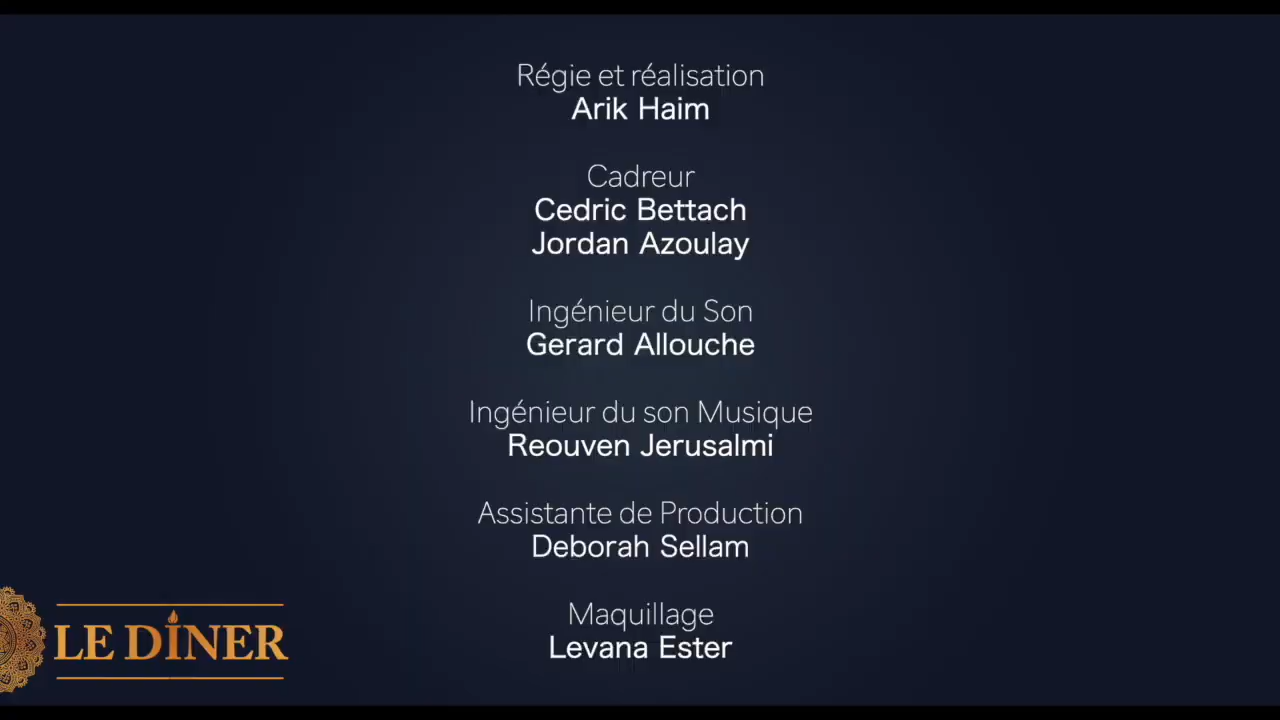 Régie et réalisation
Arik Haim
Cadreur
Cedric Bettach
Jordan Azoulay
Ingénieur du Son
Gerard Allouche
Ingénieur du son Musique
Reouven Jerusalmi
Assistante de Production
Deborah Sellam
Maquillage
Levana Ester
LE DÎNER